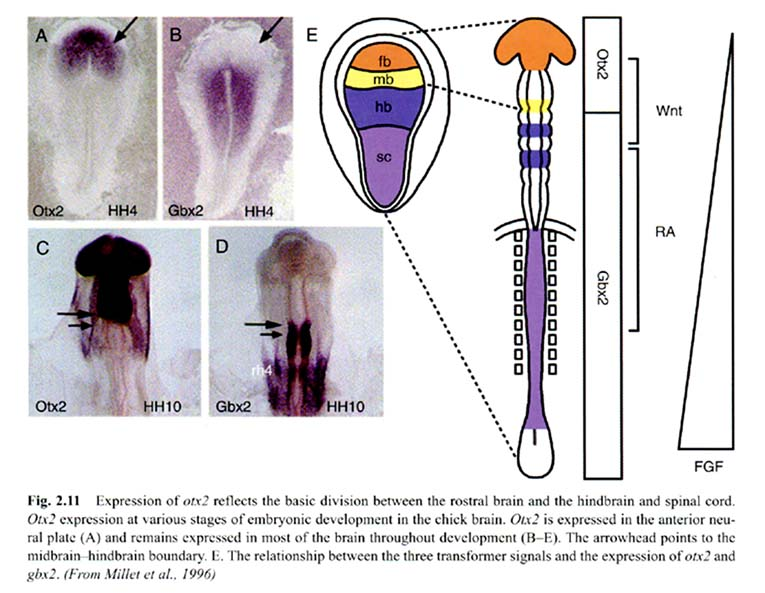 A
B
E
Otx2 HH4
Gbx2 HH4
C
D
Otx2 HH10
rh4
Gbx2 HH10
fb
mb
hb
sc
Otx2
Gbx2
Wnt
RA
FGF
Fig. 2.11 Expression of otx2 reflects the basic division between the rostral brain and the hindbrain and spinal cord.
Otx2 expression at various stages of embryonic development in the chick brain. Otx2 is expressed in the anterior neu-
ral plate (A) and remains expressed in most of the brain throughout development (B–E). The arrowhead points to the
midbrain–hindbrain boundary. E. The relationship between the three transformer signals and the expression of otx2 and
gbx2. (From Millet et al., 1996)